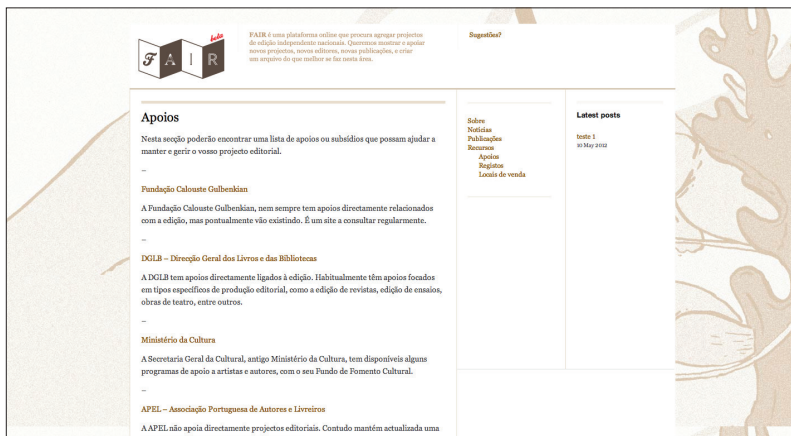 beta
FAIR
FAIR é uma plataforma online que procura agregar projectos
de edição independente nacionais. Queremos mostrar e apoiar
novos projectos, novos editores, novas publicações, e criar
um arquivo do que melhor se faz nesta área.
Sugestões?
Apoios
Nesta secção poderão encontrar uma lista de apoios ou subsídios que possam ajudar a
manter e gerir o vosso projecto editorial.
–
Fundação Calouste Gulbenkian
A Fundação Calouste Gulbenkian, nem sempre tem apoios directamente relacionados
com a edição, mas pontualmente vão existindo. É um site a consultar regularmente.
–
DGLB – Direcção Geral dos Livros e das Bibliotecas
A DGLB tem apoios directamente ligados à edição. Habitualmente têm apoios focados
em tipos específicos de produção editorial, como a edição de revistas, edição de ensaios,
obras de teatro, entre outros.
–
Ministério da Cultura
A Secretaria Geral da Cultural, antigo Ministério da Cultura, tem disponíveis alguns
programas de apoio a artistas e autores, com o seu Fundo de Fomento Cultural.
–
APEL – Associação Portuguesa de Autores e Livreiros
A APEL não apoia directamente projectos editoriais. Contudo mantém actualizada uma
Sobre
Notícias
Publicações
Recursos
Apoios
Registos
Locais de venda
Latest posts
teste 1
10 May 2012